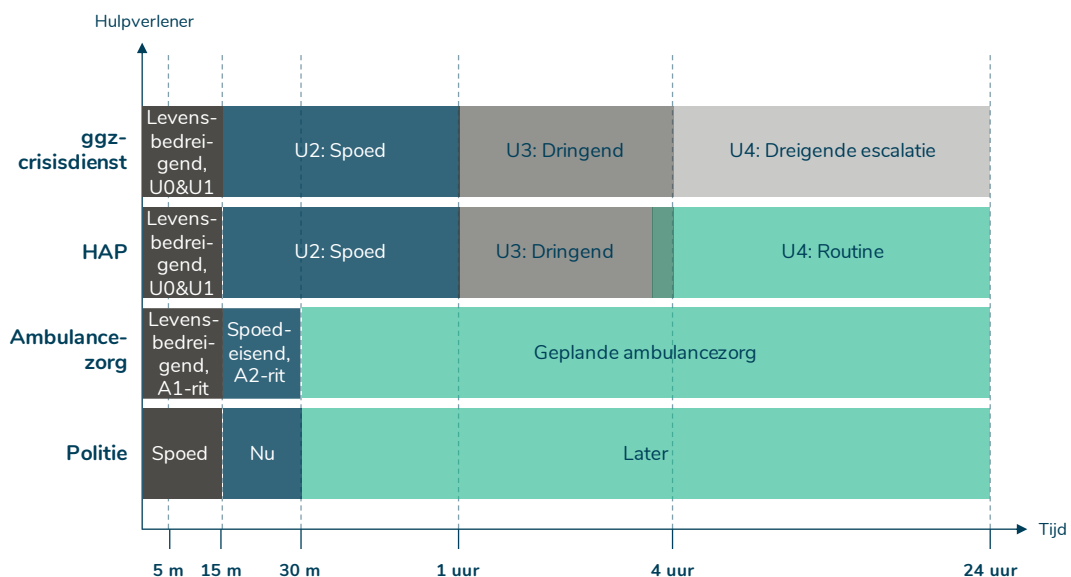 Hulpverlener
ggz-
crisisdienst
Levens-
bedrei-
gend,
U0&U1
U2: Spoed
U3: Dringend
U4: Dreigende escalatie
HAP
Levens-
bedrei-
gend,
U0&U1
U2: Spoed
U3: Dringend
U4: Routine
Ambulance-
zorg
Levens-
bedrei-
gend,
A1-rit
Spoed-
eisend,
A2-rit
Geplande ambulancezorg
Politie
Spoed
Nu
Later
Tijd
5 m
15 m
30 m
1 uur
4 uur
24 uur